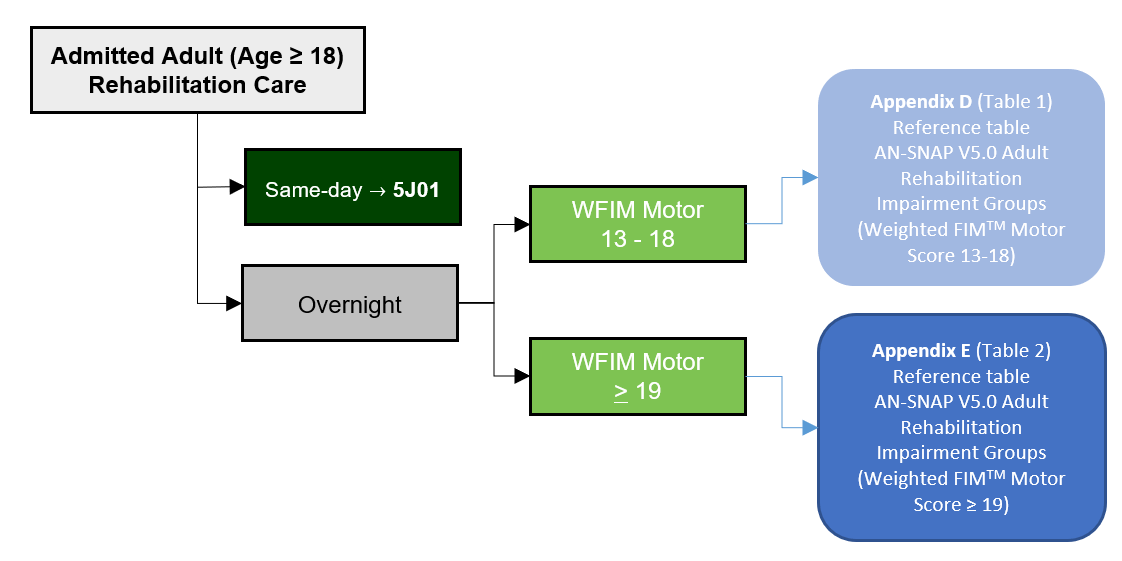 Admitted Adult (Age ≥ 18)
Rehabilitation Care
Same-day → 5J01
Overnight
WFIM Motor
13 - 18
WFIM Motor
≥ 19
Appendix D (Table 1)
Reference table
AN-SNAP V5.0 Adult
Rehabilitation
Impairment Groups
(Weighted FIM™ Motor
Score 13-18)
Appendix E (Table 2)
Reference table
AN-SNAP V5.0 Adult
Rehabilitation
Impairment Groups
(Weighted FIM™ Motor
Score ≥ 19)